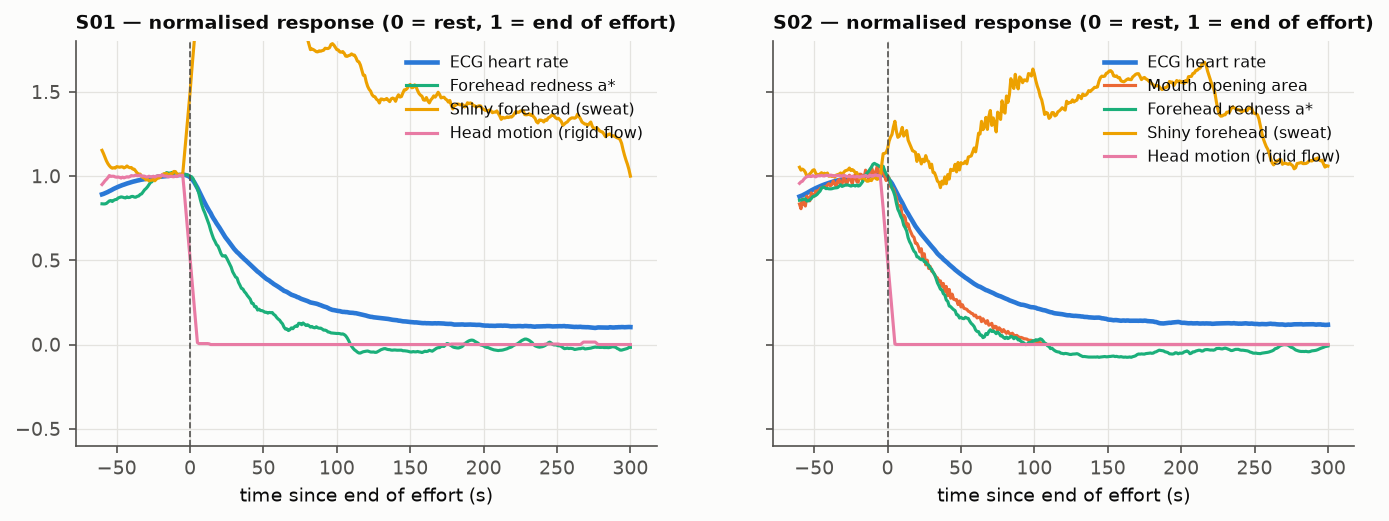 S01 — normalised response (0 = rest, 1 = end of effort)
ECG heart rate
Forehead redness a*
Shiny forehead (sweat)
Head motion (rigid flow)
1.5
1.0
0.5
0.0
−0.5
−50
0
50
100
150
200
250
300
time since end of effort (s)
S02 — normalised response (0 = rest, 1 = end of effort)
ECG heart rate
Mouth opening area
Forehead redness a*
Shiny forehead (sweat)
Head motion (rigid flow)
−50
0
50
100
150
200
250
300
time since end of effort (s)